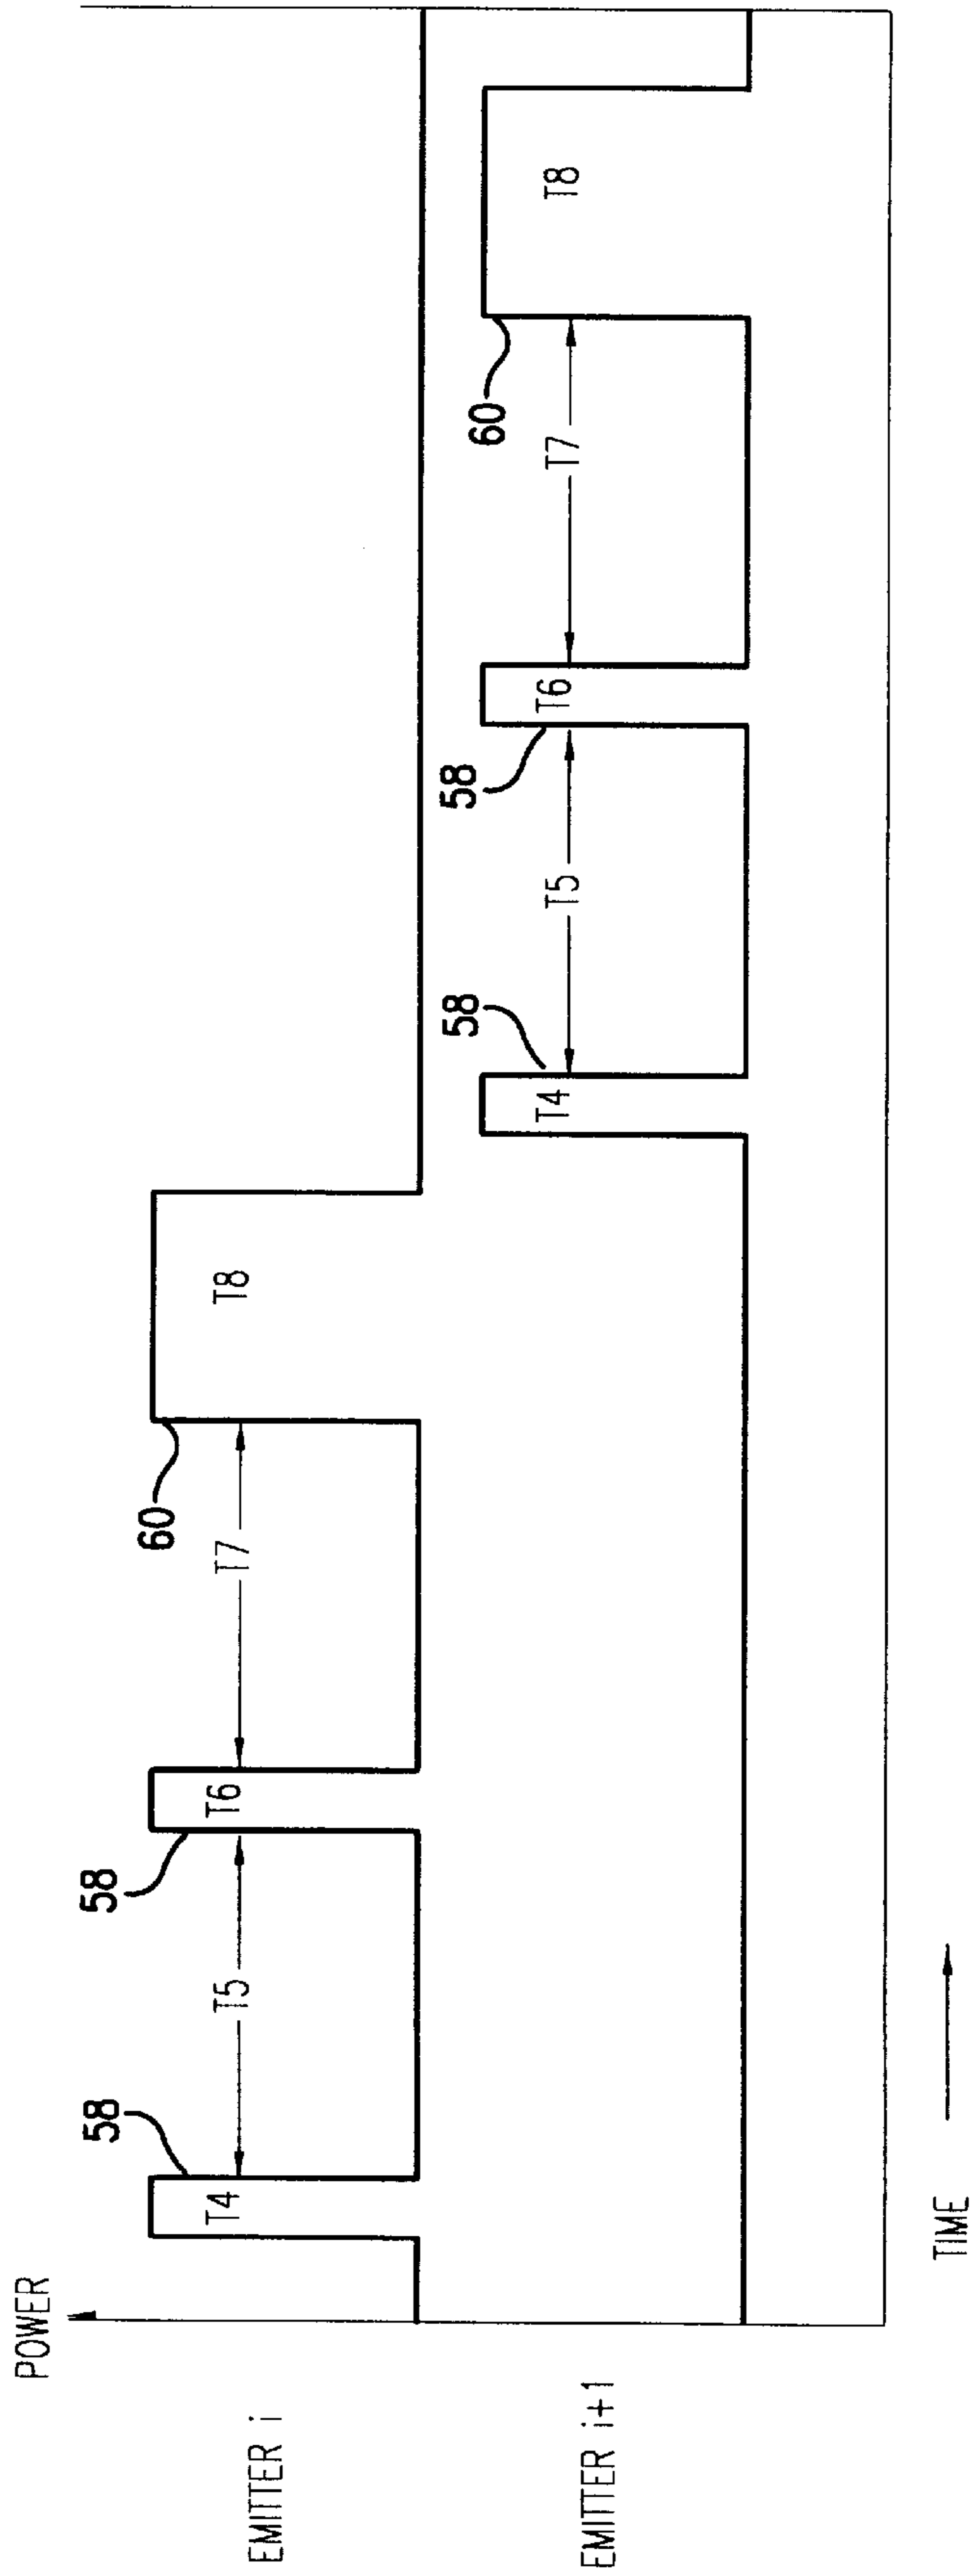 POWER
EMITTER i
58
58
60
T4
T5
T6
T7
T8
EMITTER i+1
58
58
60
T4
T5
T6
T7
T8
TIME